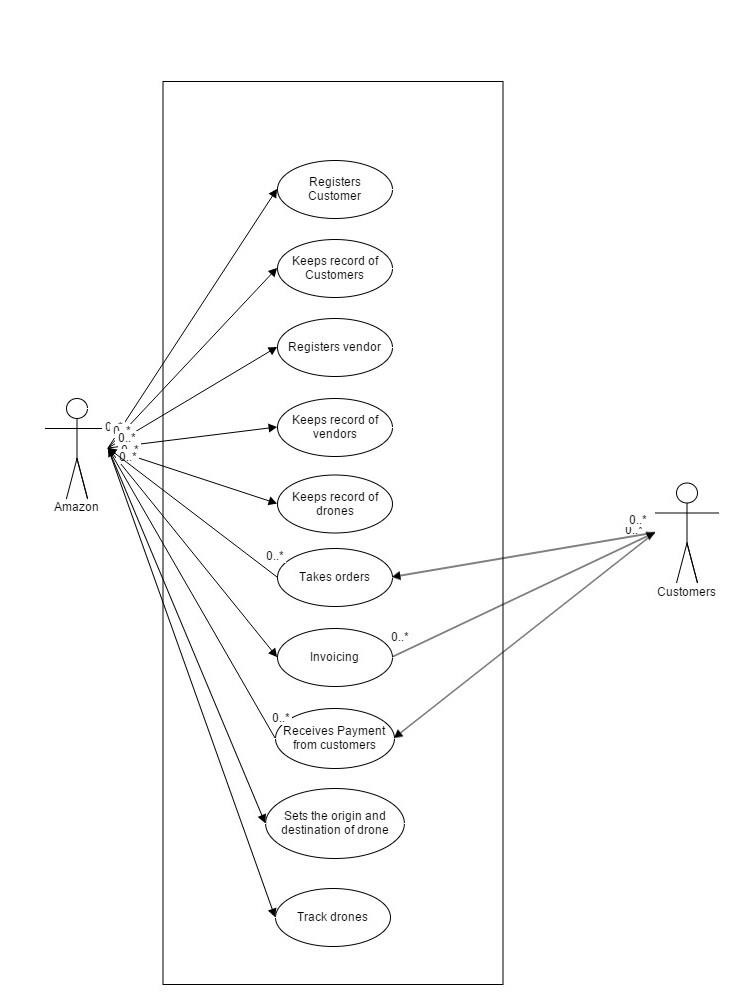 Registers
Customer
Keeps record of
Customers
Registers vendor
Keeps record of
vendors
0..*
0..*
Keeps record of
drones
Amazon
0..*
0..*
0..*
Takes orders
Customers
0..*
Invoicing
0..*
Receives Payment
from customers
Sets the origin and
destination of drone
Track drones